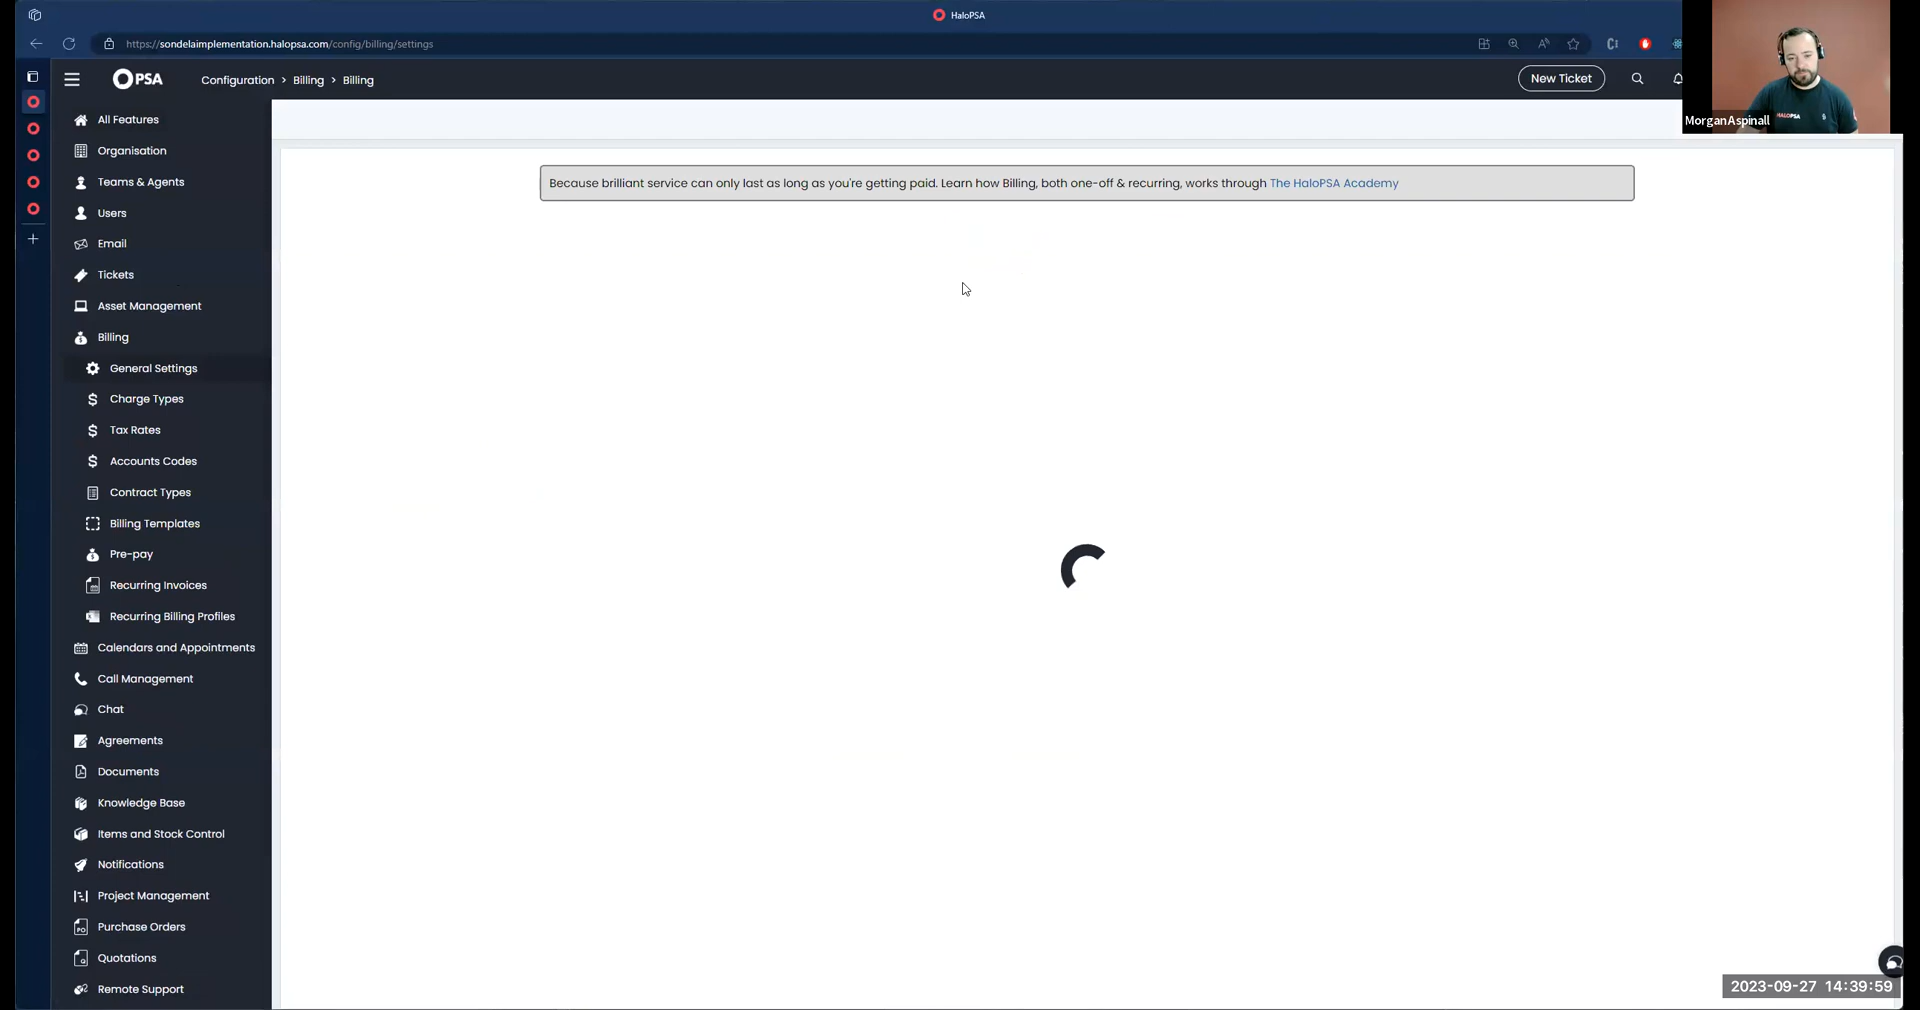 HaloPSA
https://sondelaimplementation.halopsa.com/config/billing/settings
PSA
Configuration > Billing > Billing
New Ticket
HALOPSA
Morgan Aspinall
All Features
Organisation
Teams & Agents
Users
Email
Tickets
Asset Management
Billing
General Settings
Charge Types
Tax Rates
Accounts Codes
Contract Types
Billing Templates
Pre-pay
Recurring Invoices
Recurring Billing Profiles
Calendars and Appointments
Call Management
Chat
Agreements
Documents
Knowledge Base
Items and Stock Control
Notifications
Project Management
Purchase Orders
Quotations
Remote Support
Because brilliant service can only last as long as you're getting paid. Learn how Billing, both one-off & recurring, works through The HaloPSA Academy
2023-09-27 14:39:59